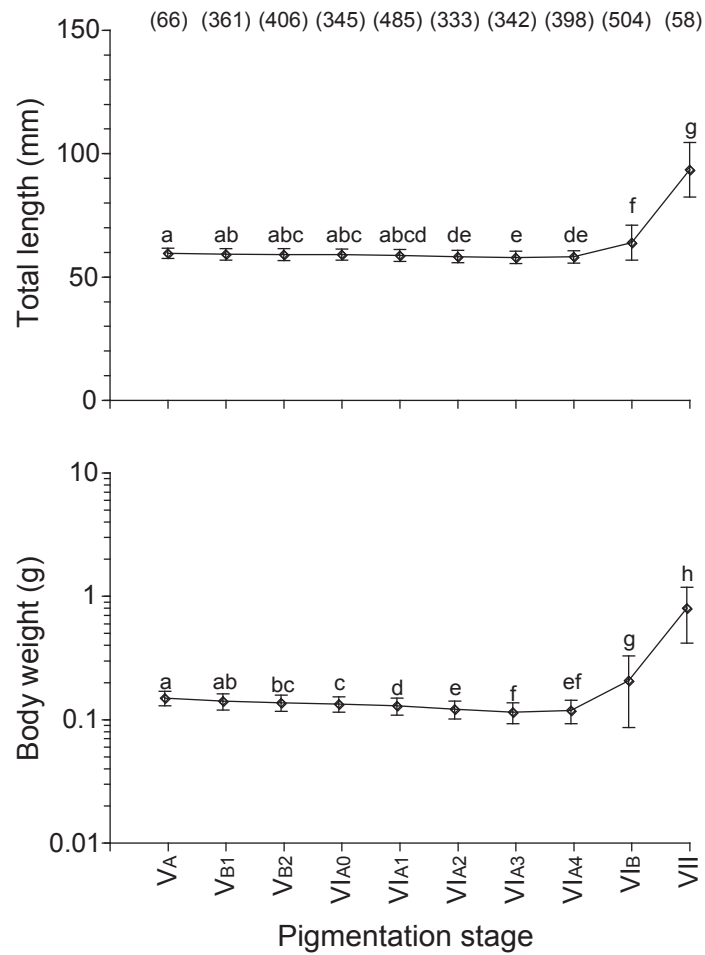 (66) (361) (406) (345) (485) (333) (342) (398) (504) (58)
150
100
50
0
Total length (mm)
a ab abc abc abcd de e de f g
10
1
0.1
0.01
Body weight (g)
a ab bc c d e f ef g h
VA VB1 VB2 VIA0 VIA1 VIA2 VIA3 VIA4 VIB VII
Pigmentation stage